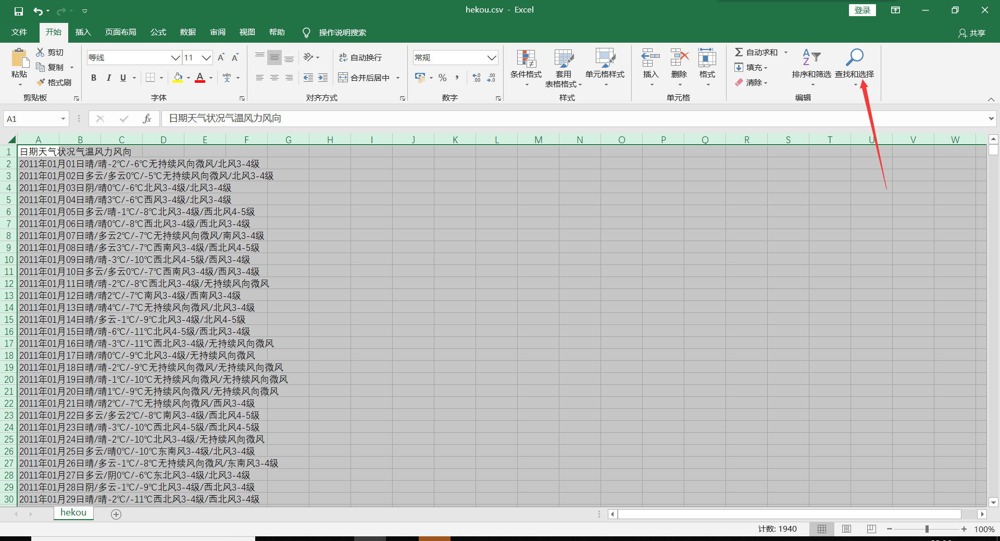 hekou.csv - Excel
登录
文件 开始 插入 页面布局 公式 数据 审阅 视图 帮助 操作说明搜索 共享
粘贴 剪切 复制 格式刷 剪贴板
等线 11 A A B I U A wén 文 字体
ab 自动换行 合并后居中 对齐方式
常规 % , .0 .00 .00 .0 数字
条件格式 套用 表格格式 单元格样式 样式
插入 删除 格式 单元格
自动求和 填充 清除 排序和筛选 查找和选择 编辑
A1 fx 日期天气状况气温风力风向
A B C D E F G H I J K L M N O P Q R S T U V W
1 日期天气状况气温风力风向
2 2011年01月01日晴/晴-2℃/-6℃无持续风向微风/北风3-4级
3 2011年01月02日多云/多云0℃/-5℃无持续风向微风/北风3-4级
4 2011年01月03日阴/晴0℃/-6℃北风3-4级/北风3-4级
5 2011年01月04日晴/晴3℃/-6℃西风3-4级/北风3-4级
6 2011年01月05日多云/晴-1℃/-8℃北风3-4级/西北风4-5级
7 2011年01月06日晴/晴0℃/-8℃西北风3-4级/西北风3-4级
8 2011年01月07日晴/多云2℃/-7℃无持续风向微风/南风3-4级
9 2011年01月08日晴/多云3℃/-7℃西南风3-4级/西北风4-5级
10 2011年01月09日晴/晴-3℃/-10℃西北风4-5级/西风3-4级
11 2011年01月10日多云/多云0℃/-7℃西南风3-4级/西风3-4级
12 2011年01月11日晴/晴-2℃/-8℃西北风3-4级/无持续风向微风
13 2011年01月12日晴/晴2℃/-7℃南风3-4级/西南风3-4级
14 2011年01月13日晴/晴4℃/-7℃无持续风向微风/北风3-4级
15 2011年01月14日晴/多云-1℃/-9℃北风3-4级/北风4-5级
16 2011年01月15日晴/晴-6℃/-11℃北风4-5级/西北风3-4级
17 2011年01月16日晴/晴-3℃/-11℃西北风3-4级/无持续风向微风
18 2011年01月17日晴/晴0℃/-9℃北风3-4级/无持续风向微风
19 2011年01月18日晴/晴-2℃/-9℃无持续风向微风/无持续风向微风
20 2011年01月19日晴/晴-1℃/-10℃无持续风向微风/无持续风向微风
21 2011年01月20日晴/晴1℃/-9℃无持续风向微风/无持续风向微风
22 2011年01月21日晴/晴2℃/-7℃无持续风向微风/西风3-4级
23 2011年01月22日多云/多云2℃/-8℃南风3-4级/西北风4-5级
24 2011年01月23日晴/晴-3℃/-10℃西北风4-5级/西北风4-5级
25 2011年01月24日晴/晴-2℃/-10℃北风3-4级/无持续风向微风
26 2011年01月25日多云/晴0℃/-10℃东南风3-4级/北风3-4级
27 2011年01月26日晴/多云-1℃/-8℃无持续风向微风/东南风3-4级
28 2011年01月27日多云/阴0℃/-6℃东北风3-4级/北风3-4级
29 2011年01月28日阴/多云-1℃/-9℃北风3-4级/西北风3-4级
30 2011年01月29日晴/晴-2℃/-11℃西北风3-4级/西北风3-4级
hekou
计数: 1940 100%